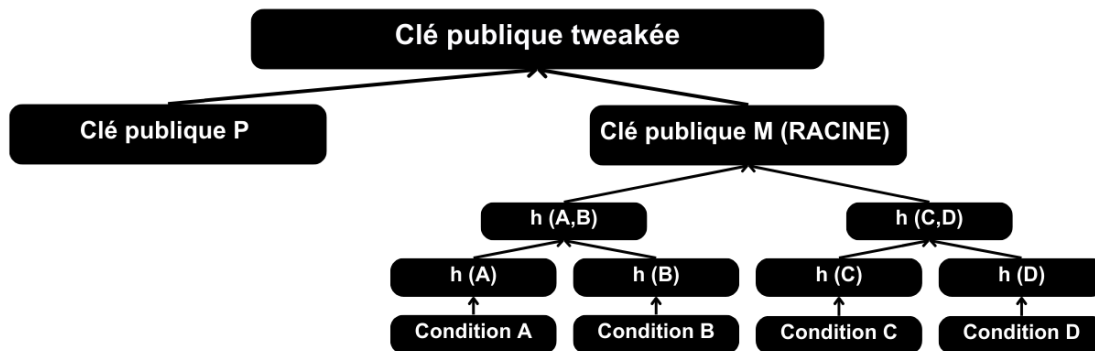 Clé publique tweakée
Clé publique P
Clé publique M (RACINE)
h (A,B)
h (C,D)
h (A)
h (B)
h (C)
h (D)
Condition A
Condition B
Condition C
Condition D